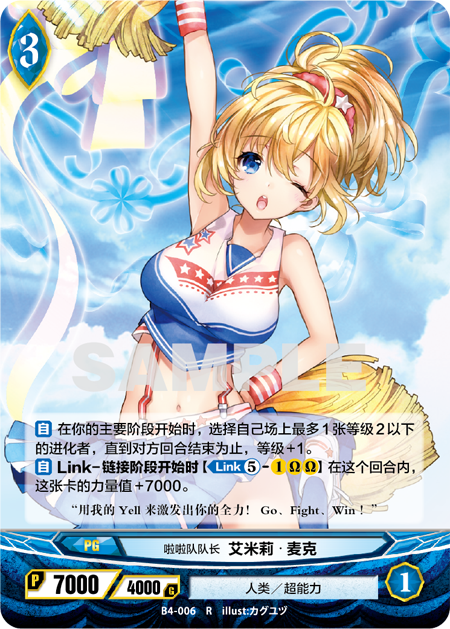 3
SAMPLE
自 在你的主要阶段开始时，选择自己场上最多1张等级2以下
的进化者，直到对方回合结束为止，等级+1。
自 Link-链接阶段开始时【Link 5 - 1 Ω Ω】在这个回合内，
这张卡的力量值+7000。
“用我的 Yell 来激发出你的全力！ Go、Fight、Win！”
PG 啦啦队队长 艾米莉·麦克
P 7000 4000 G 人类／超能力 1
B4-006 R illust:カグユヅ